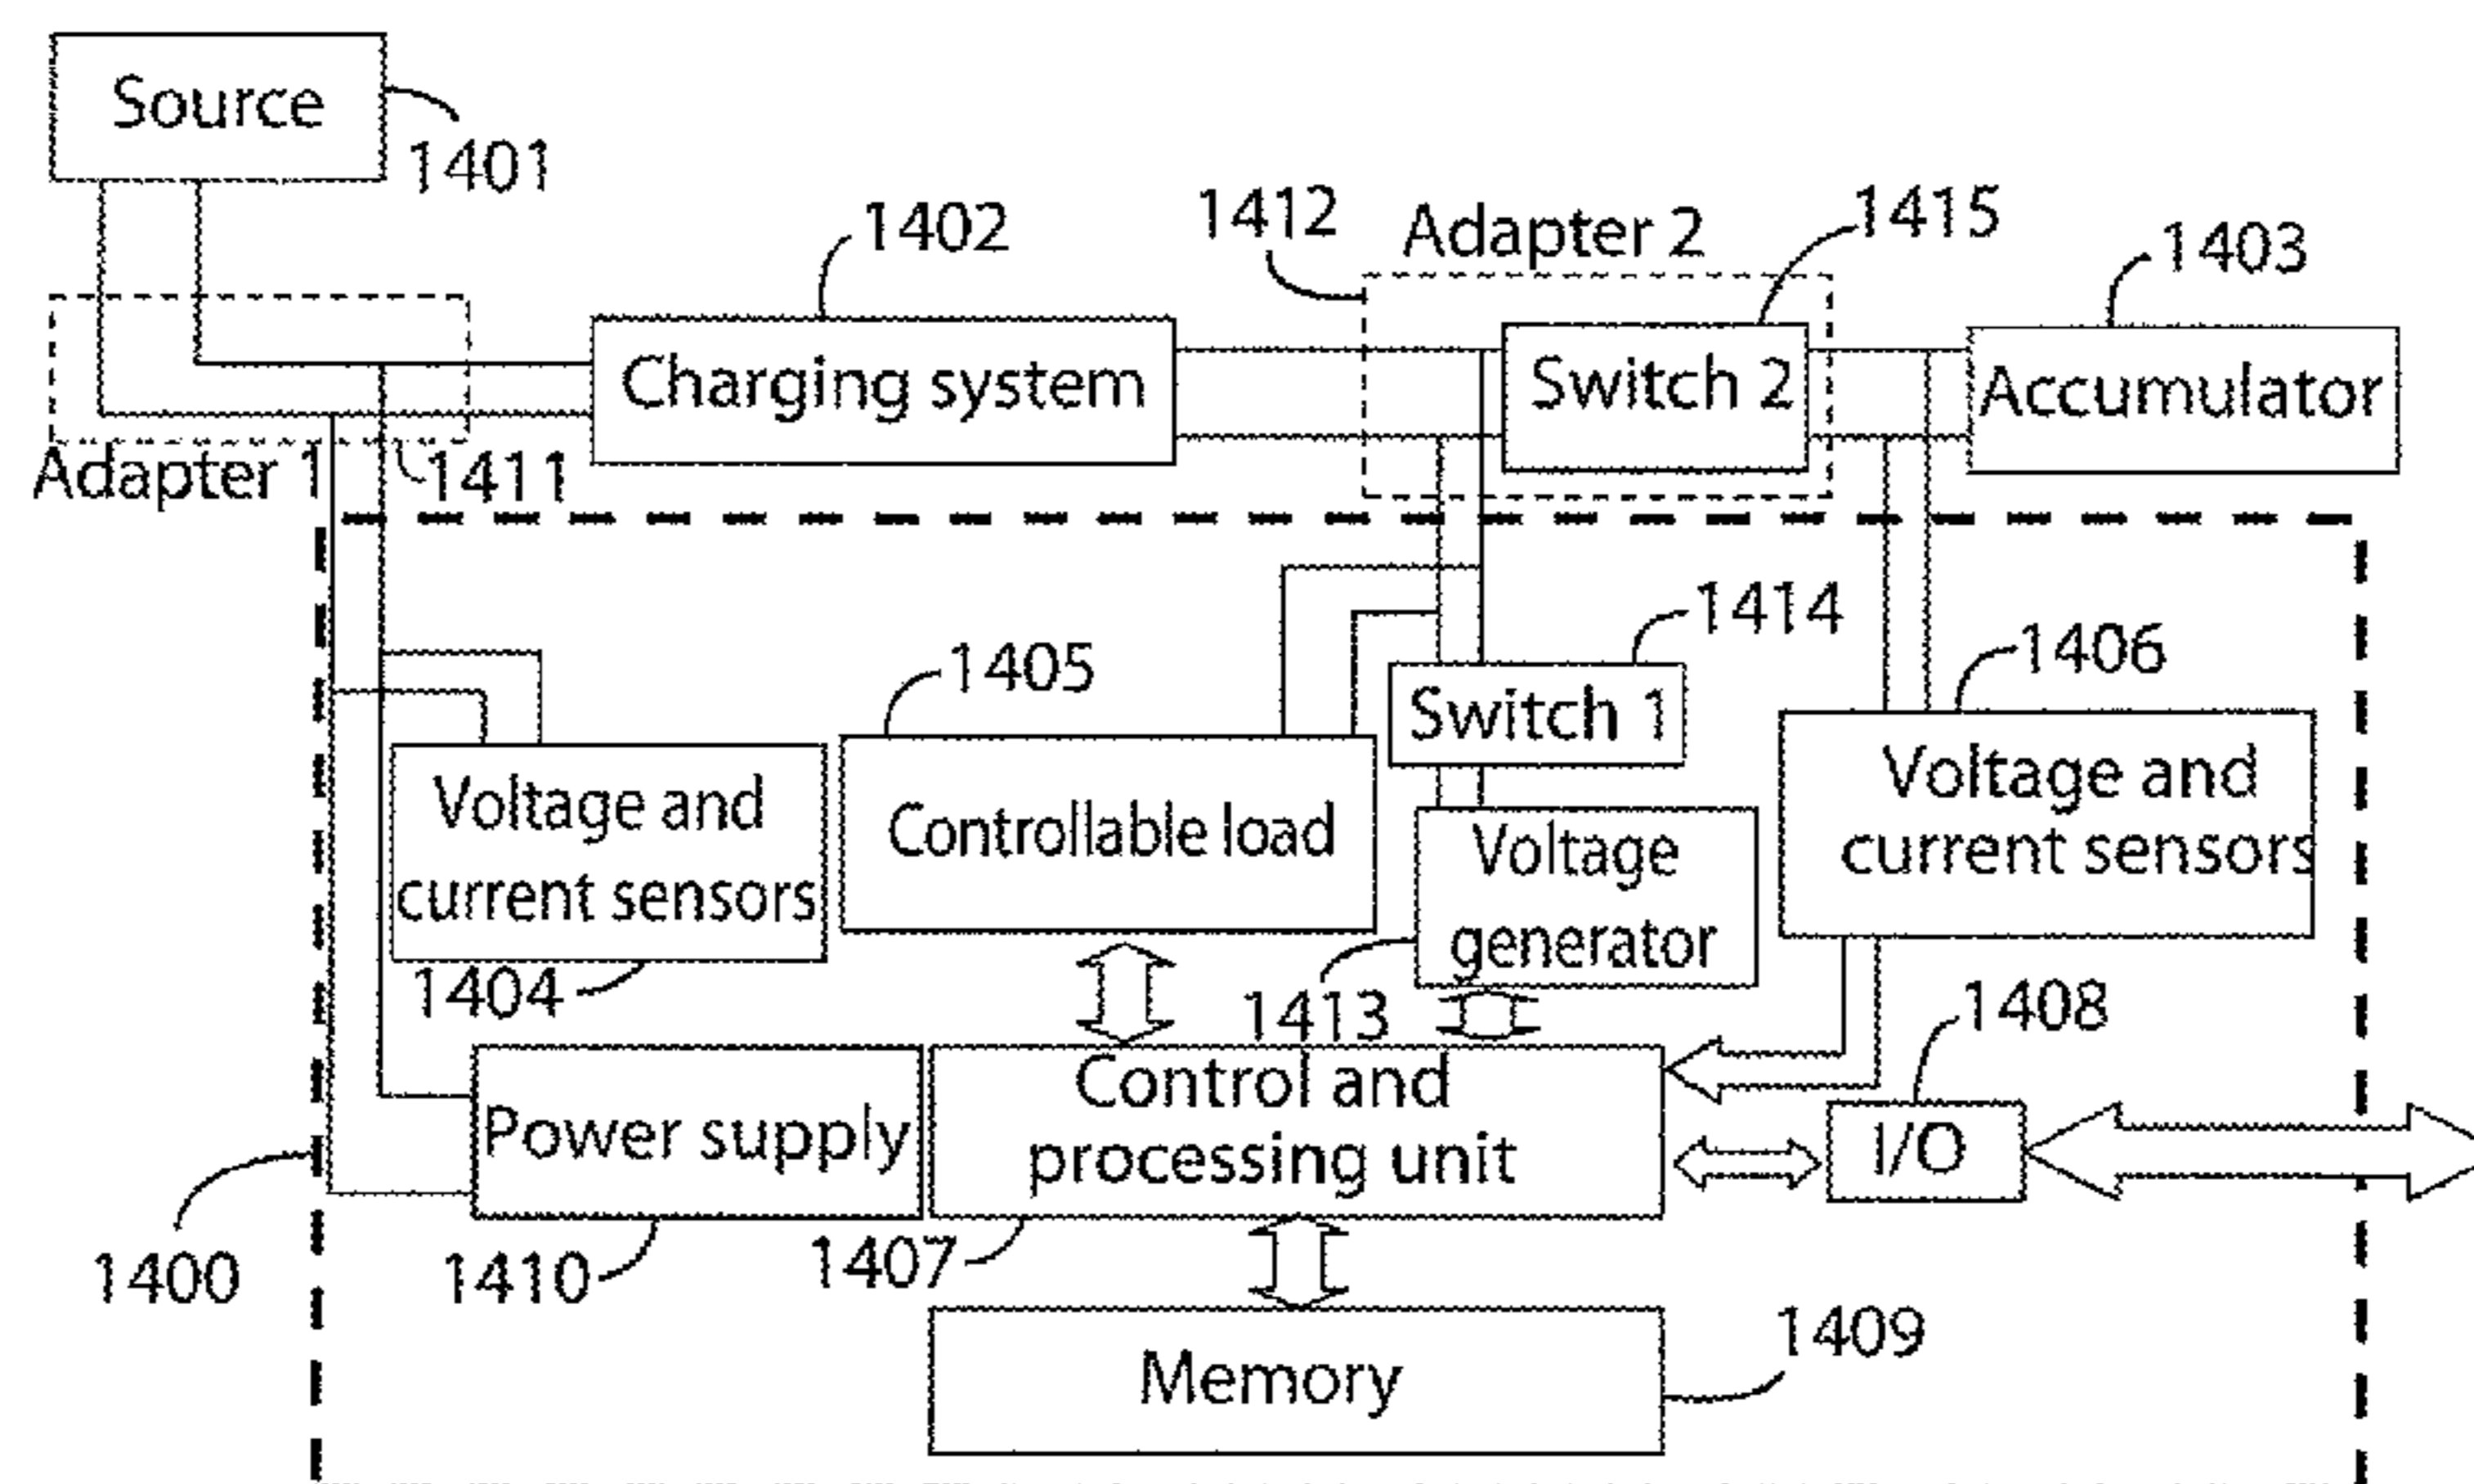 Source
1401
1402
1412
Adapter 2
1415
1403
Charging system
Switch 2
Accumulator
Adapter 1
1411
1414
1405
1406
Switch 1
Voltage and
current sensors
Controllable load
Voltage
generator
Voltage and
current sensors
1404
1413
1408
Power supply
Control and
processing unit
I/O
1400
1410
1407
Memory
1409